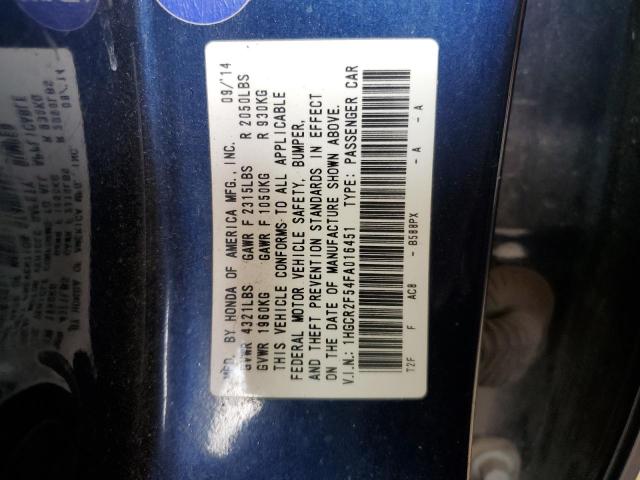 MFD. BY HONDA OF AMERICA MFG., INC. 09/'14
GVWR 4321LBS GAWR F 2315LBS R 2050LBS
GVWR 1960KG GAWR F 1050KG R 930KG
THIS VEHICLE CONFORMS TO ALL APPLICABLE
FEDERAL MOTOR VEHICLE SAFETY, BUMPER,
AND THEFT PREVENTION STANDARDS IN EFFECT
ON THE DATE OF MANUFACTURE SHOWN ABOVE.
V.I.N.: 1HGCR2F54FA016451 TYPE: PASSENGER CAR
T2F F AC8 - B588PX - A - A